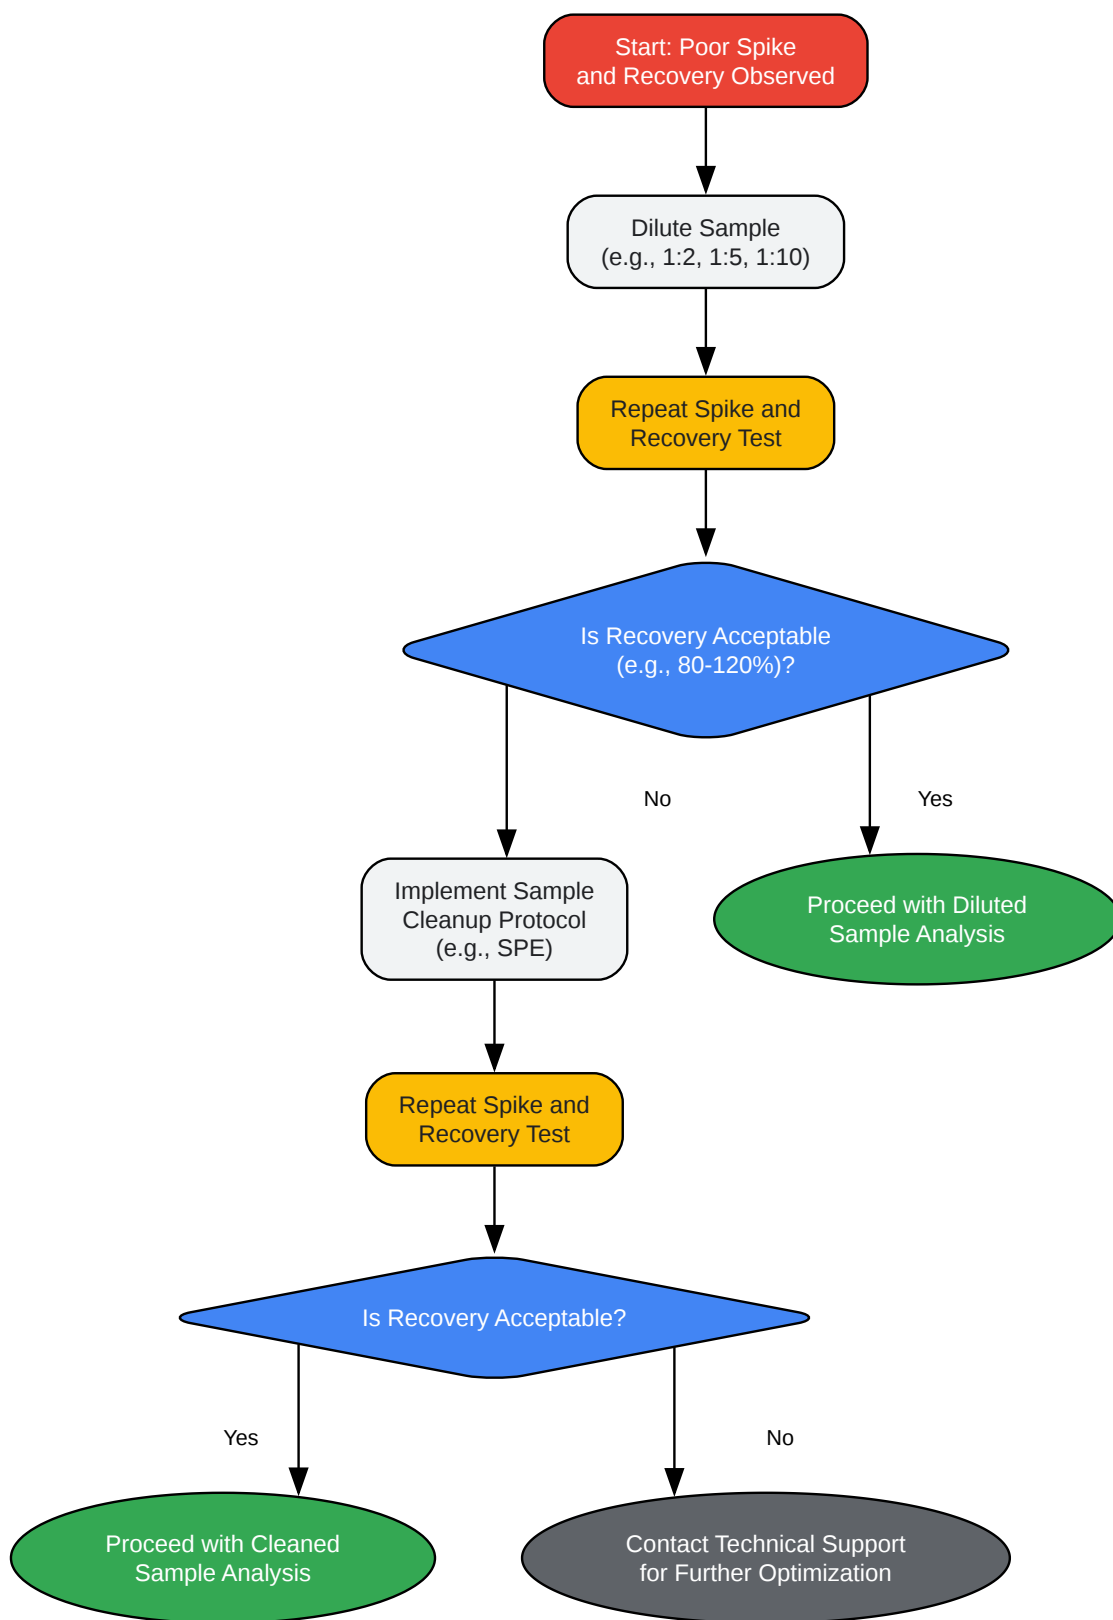 Start: Poor Spike
and Recovery Observed
Dilute Sample
(e.g., 1:2, 1:5, 1:10)
Repeat Spike and
Recovery Test
Is Recovery Acceptable
(e.g., 80-120%)?
No
Yes
Implement Sample
Cleanup Protocol
(e.g., SPE)
Proceed with Diluted
Sample Analysis
Repeat Spike and
Recovery Test
Is Recovery Acceptable?
Yes
No
Proceed with Cleaned
Sample Analysis
Contact Technical Support
for Further Optimization